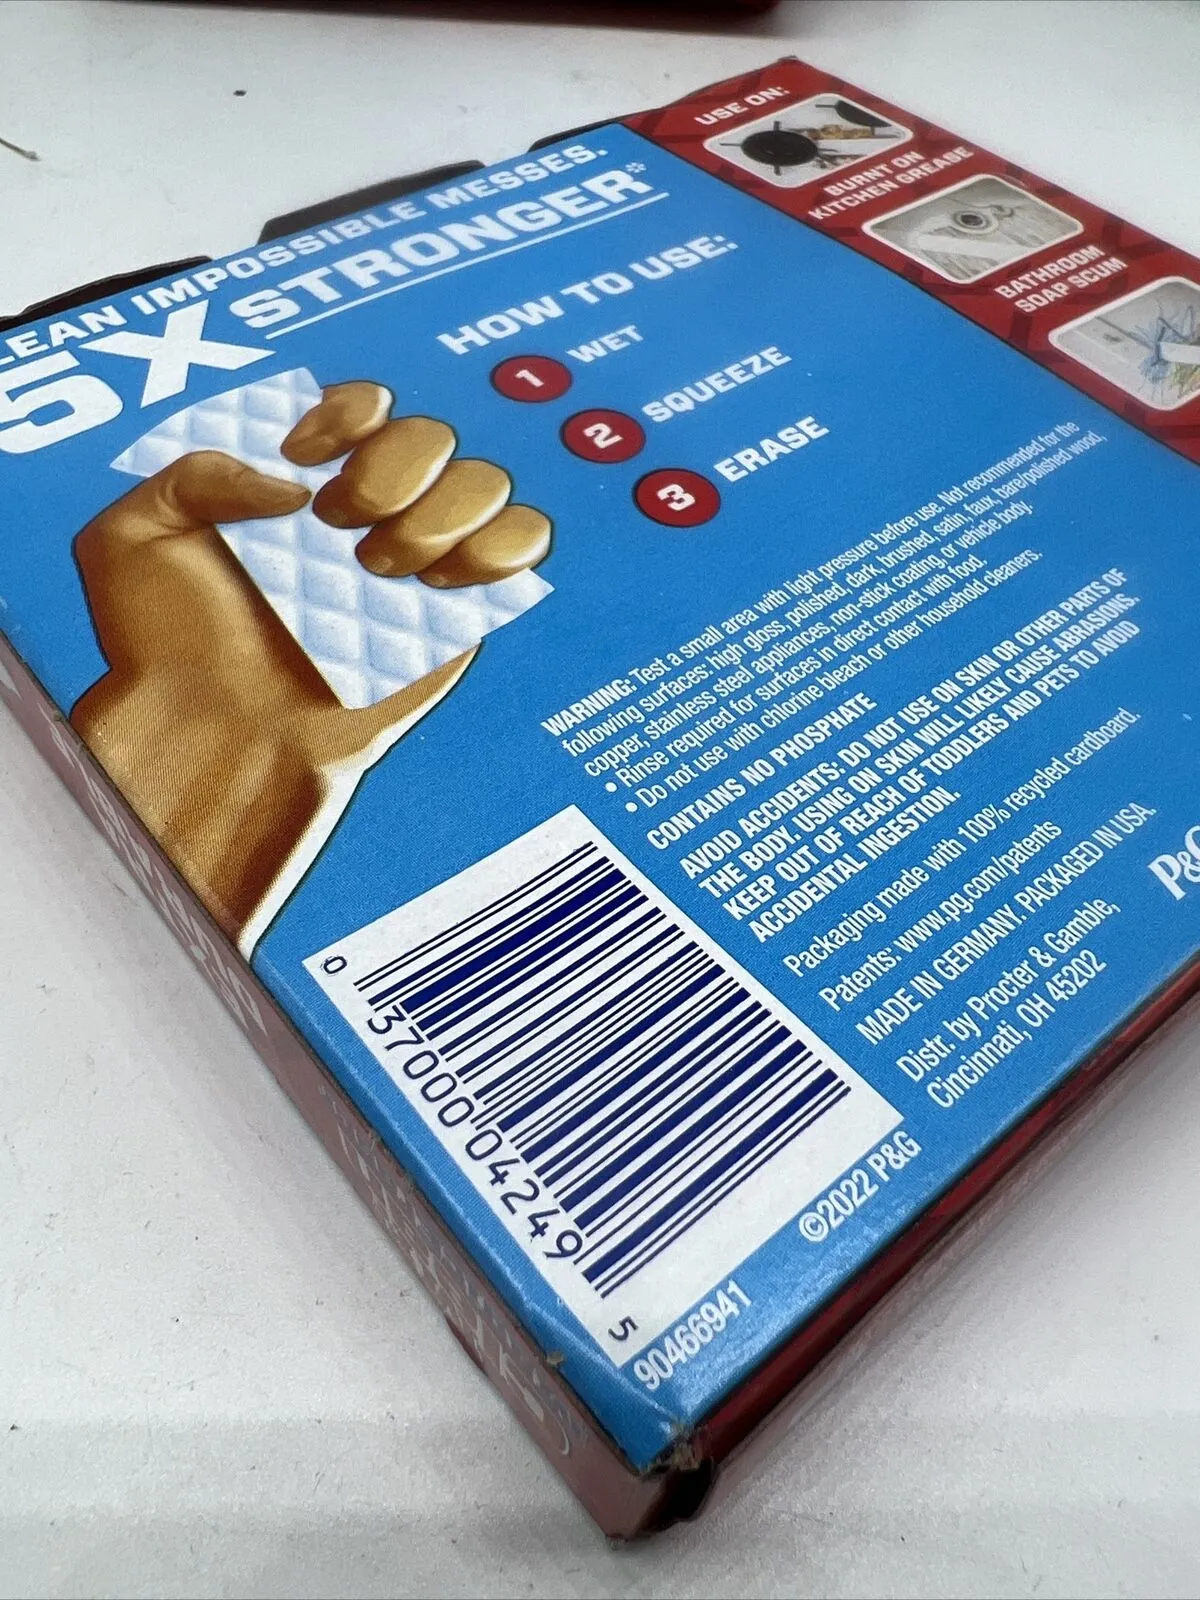 LEAN IMPOSSIBLE MESSES.
5X STRONGER*
HOW TO USE:
1 WET
2 SQUEEZE
3 ERASE
USE ON:
BURNT ON
KITCHEN GREASE
BATHROOM
SOAP SCUM
WARNING: Test a small area with light pressure before use. Not recommended for the
following surfaces: high gloss, polished, dark, brushed, satin, faux, bare/polished wood,
copper, stainless steel appliances, non-stick coating, or vehicle body.
• Rinse required for surfaces in direct contact with food.
• Do not use with chlorine bleach or other household cleaners.
CONTAINS NO PHOSPHATE
AVOID ACCIDENTS: DO NOT USE ON SKIN OR OTHER PARTS OF
THE BODY. USING ON SKIN WILL LIKELY CAUSE ABRASIONS.
KEEP OUT OF REACH OF TODDLERS AND PETS TO AVOID
ACCIDENTAL INGESTION.
Packaging made with 100% recycled cardboard.
Patents: www.pg.com/patents
MADE IN GERMANY. PACKAGED IN USA.
Distr. by Procter & Gamble,
Cincinnati, OH 45202
P&G
0 37000 04249 5
©2022 P&G
90466941